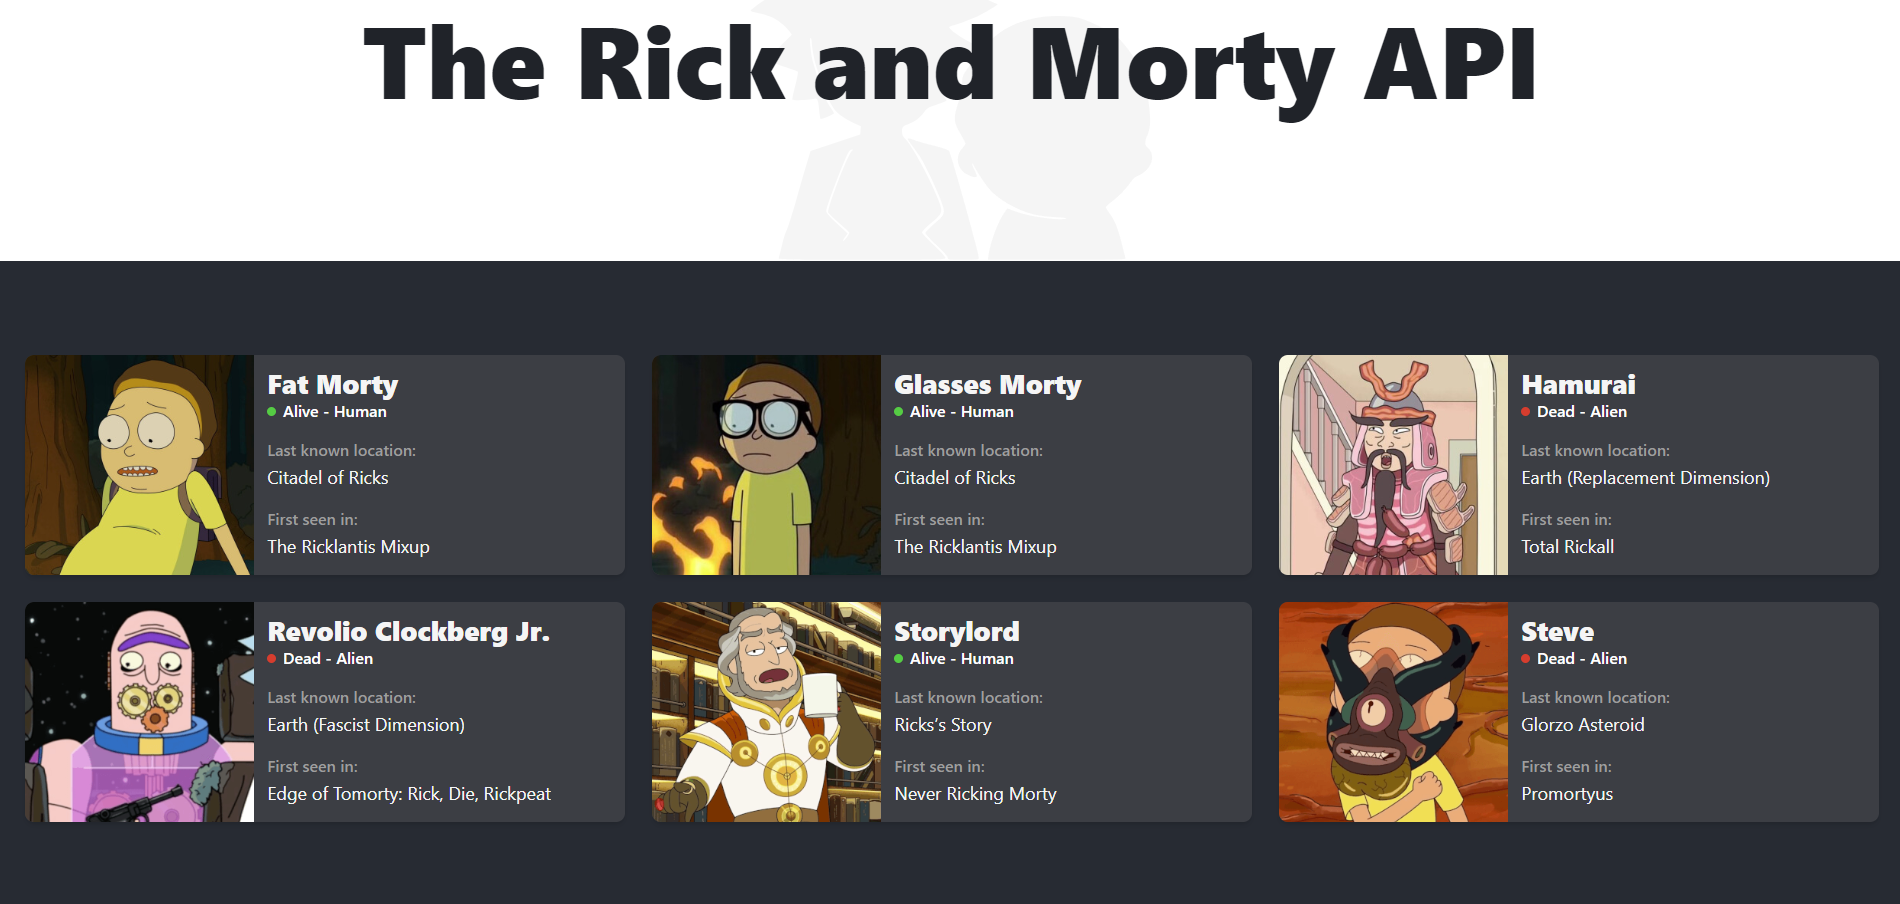 The Rick and Morty API
Fat Morty
Alive - Human
Last known location:
Citadel of Ricks
First seen in:
The Ricklantis Mixup
Glasses Morty
Alive - Human
Last known location:
Citadel of Ricks
First seen in:
The Ricklantis Mixup
Hamurai
Dead - Alien
Last known location:
Earth (Replacement Dimension)
First seen in:
Total Rickall
Revolio Clockberg Jr.
Dead - Alien
Last known location:
Earth (Fascist Dimension)
First seen in:
Edge of Tomorty: Rick, Die, Rickpeat
Storylord
Alive - Human
Last known location:
Ricks’s Story
First seen in:
Never Ricking Morty
Steve
Dead - Alien
Last known location:
Glorzo Asteroid
First seen in:
Promortyus